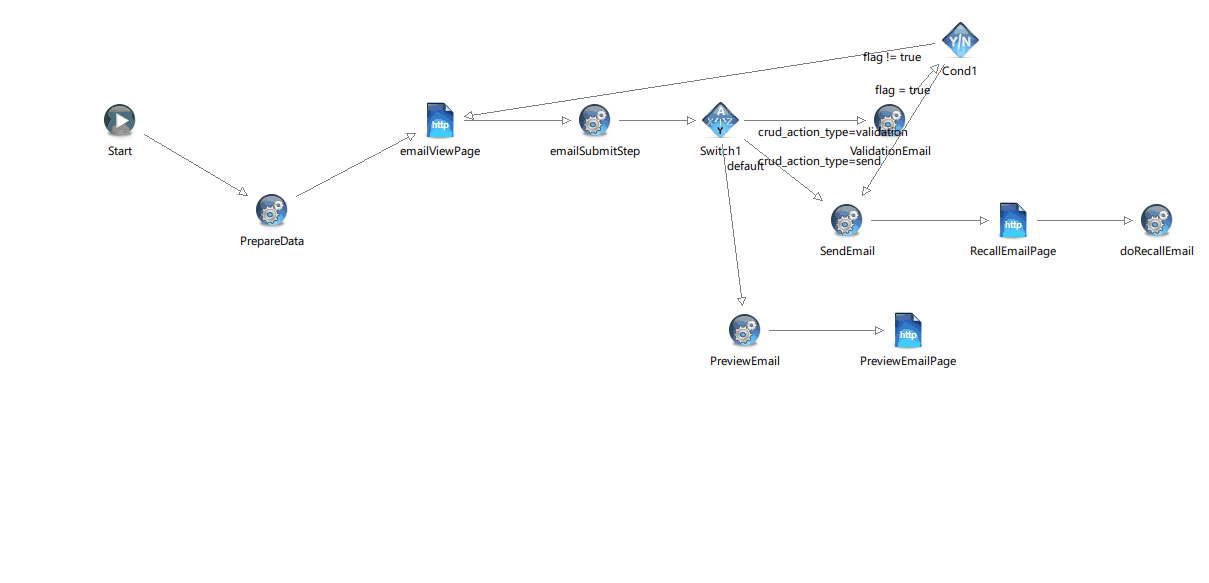 Y|N
flag != true
Cond1
flag = true
http
A
X Y Z
Y
crud_action_type=validation
Start
emailViewPage
emailSubmitStep
Switch1
ValidationEmail
default
crud_action_type=send
PrepareData
http
SendEmail
RecallEmailPage
doRecallEmail
http
PreviewEmail
PreviewEmailPage